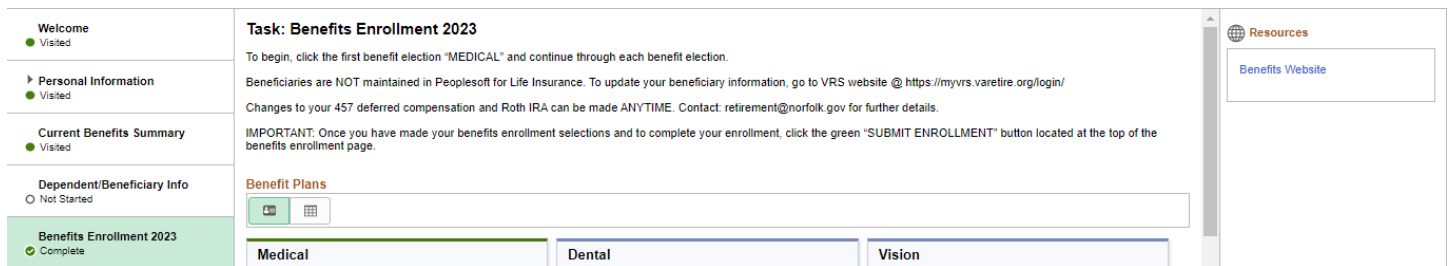 Welcome
Visited
Personal Information
Visited
Current Benefits Summary
Visited
Dependent/Beneficiary Info
Not Started
Benefits Enrollment 2023
Complete
Task: Benefits Enrollment 2023
To begin, click the first benefit election “MEDICAL” and continue through each benefit election.
Beneficiaries are NOT maintained in Peoplesoft for Life Insurance. To update your beneficiary information, go to VRS website @ https://myvrs.varetire.org/login/
Changes to your 457 deferred compensation and Roth IRA can be made ANYTIME. Contact: retirement@norfolk.gov for further details.
IMPORTANT: Once you have made your benefits enrollment selections and to complete your enrollment, click the green “SUBMIT ENROLLMENT” button located at the top of the
benefits enrollment page.
Benefit Plans
Medical
Dental
Vision
Resources
Benefits Website